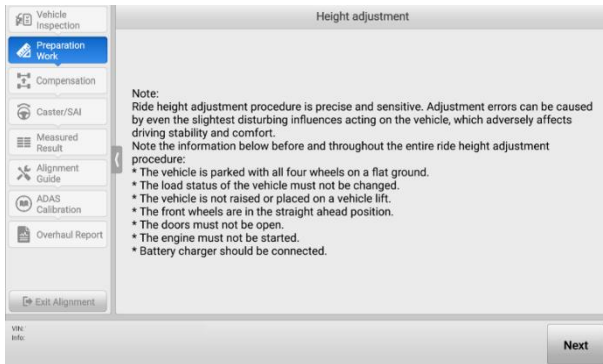 Vehicle
Inspection
Preparation
Work
Compensation
Caster/SAI
Measured
Result
Alignment
Guide
ADAS
Calibration
Overhaul Report
Exit Alignment
Height adjustment
Note:
Ride height adjustment procedure is precise and sensitive. Adjustment errors can be caused
by even the slightest disturbing influences acting on the vehicle, which adversely affects
driving stability and comfort.
Note the information below before and throughout the entire ride height adjustment
procedure:
* The vehicle is parked with all four wheels on a flat ground.
* The load status of the vehicle must not be changed.
* The vehicle is not raised or placed on a vehicle lift.
* The front wheels are in the straight ahead position.
* The doors must not be open.
* The engine must not be started.
* Battery charger should be connected.
VIN:
Info:
Next